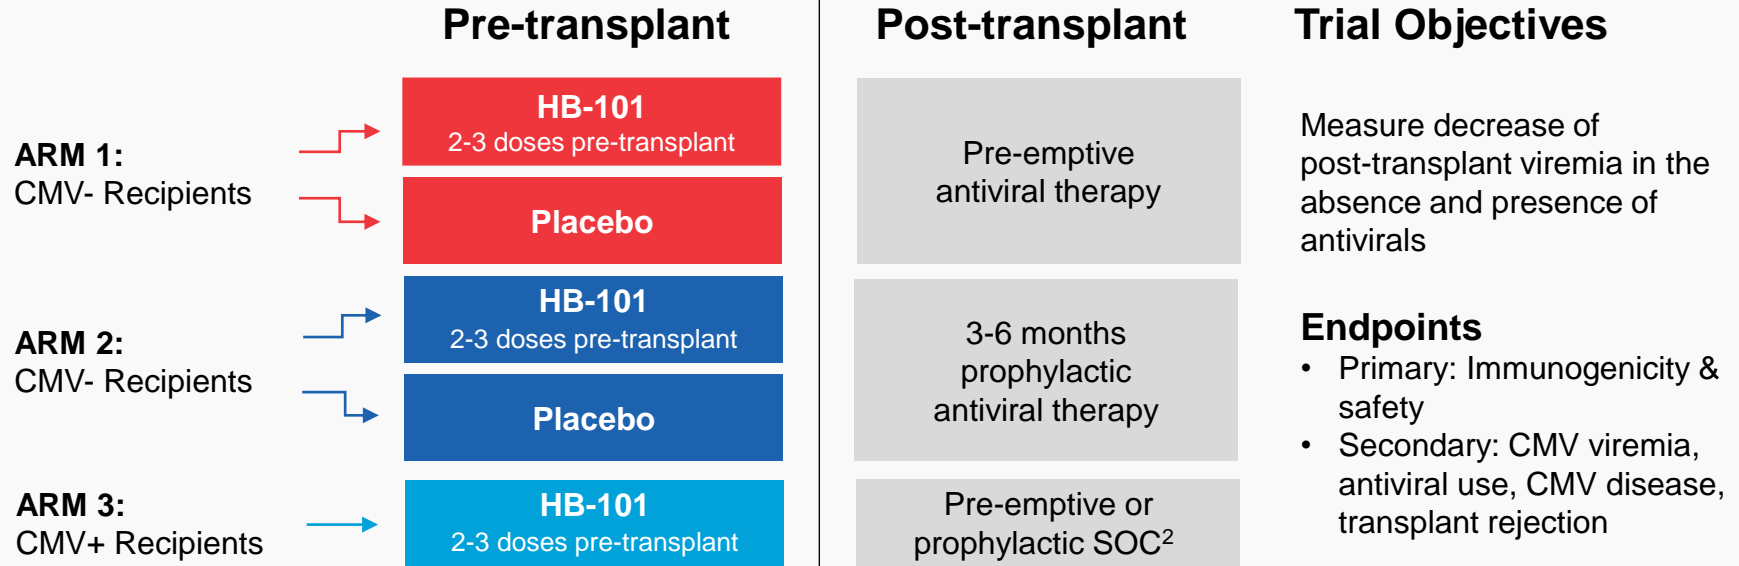 Pre-transplant
Post-transplant
Trial Objectives
ARM 1:
CMV- Recipients
HB-101
2-3 doses pre-transplant
Placebo
Pre-emptive
antiviral therapy
Measure decrease of
post-transplant viremia in the
absence and presence of
antivirals
ARM 2:
CMV- Recipients
HB-101
2-3 doses pre-transplant
Placebo
3-6 months
prophylactic
antiviral therapy
Endpoints
• Primary: Immunogenicity &
safety
• Secondary: CMV viremia,
antiviral use, CMV disease,
transplant rejection
ARM 3:
CMV+ Recipients
HB-101
2-3 doses pre-transplant
Pre-emptive or
prophylactic SOC²